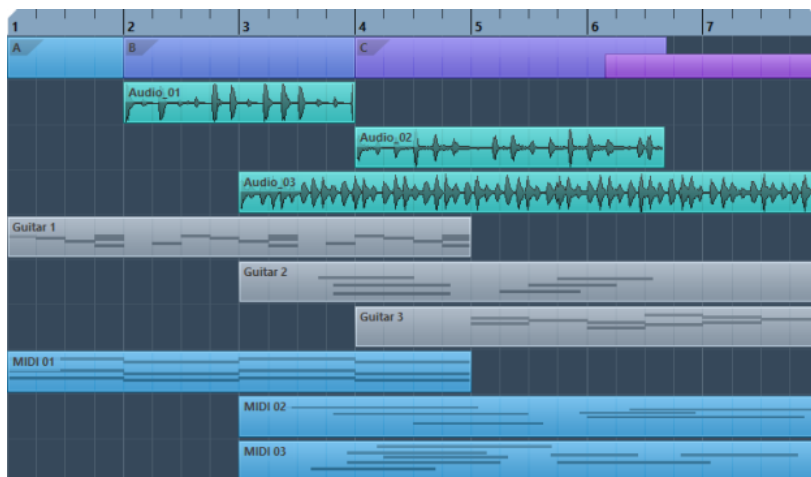 1 2 3 4 5 6 7
A B C
Audio_01
Audio_02
Audio_03
Guitar 1
Guitar 2
Guitar 3
MIDI 01
MIDI 02
MIDI 03